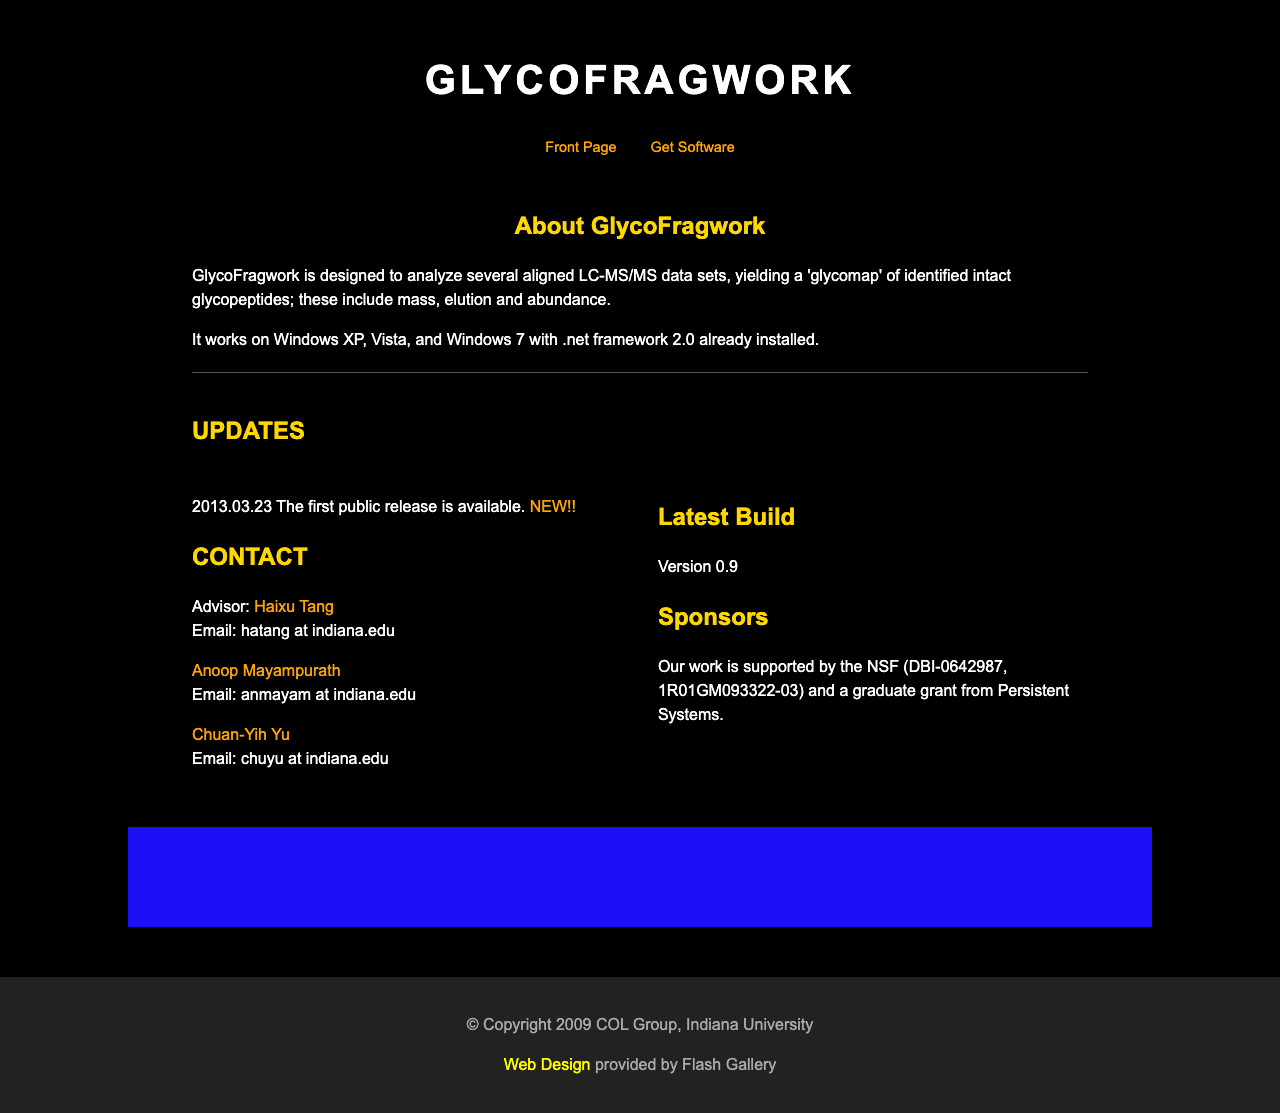 GLYCOFRAGWORK
Front Page Get Software
About GlycoFragwork
GlycoFragwork is designed to analyze several aligned LC-MS/MS data sets, yielding a 'glycomap' of identified intact
glycopeptides; these include mass, elution and abundance.
It works on Windows XP, Vista, and Windows 7 with .net framework 2.0 already installed.
UPDATES
2013.03.23 The first public release is available. NEW!!
CONTACT
Advisor: Haixu Tang
Email: hatang at indiana.edu
Anoop Mayampurath
Email: anmayam at indiana.edu
Chuan-Yih Yu
Email: chuyu at indiana.edu
Latest Build
Version 0.9
Sponsors
Our work is supported by the NSF (DBI-0642987,
1R01GM093322-03) and a graduate grant from Persistent
Systems.
© Copyright 2009 COL Group, Indiana University
Web Design provided by Flash Gallery